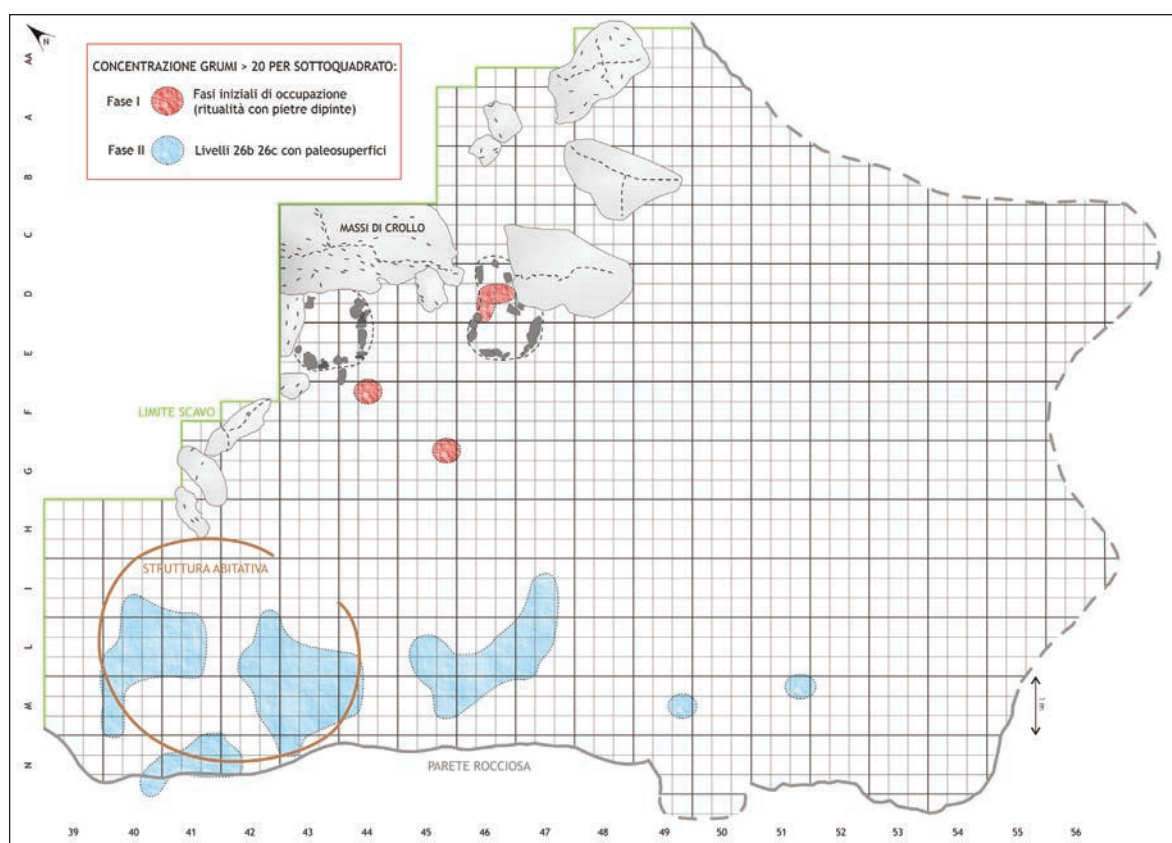 N
CONCENTRAZIONE GRUMI > 20 PER SOTTOQUADRATO:
Fase I
Fasi iniziali di occupazione
(ritualità con pietre dipinte)
Fase II
Livelli 26b 26c con paleosuperfici
AA
A
B
C
D
E
F
G
H
I
L
M
N
MASSI DI CROLLO
LIMITE SCAVO
STRUTTURA ABITATIVA
1 m
PARETE ROCCIOSA
39 40 41 42 43 44 45 46 47 48 49 50 51 52 53 54 55 56